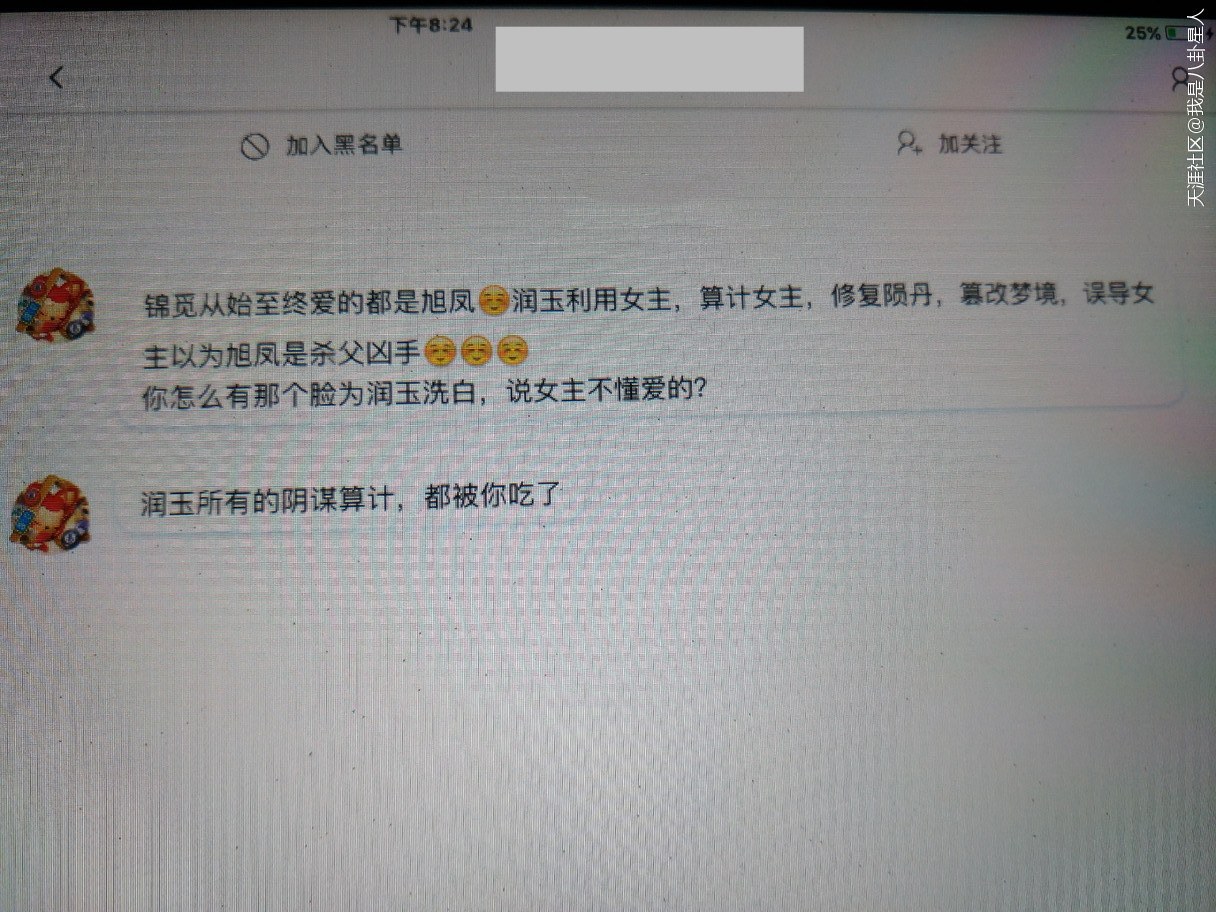 下午8:24
25%
加入黑名单
加关注
锦觅从始至终爱的都是旭凤😊润玉利用女主，算计女主，修复陨丹，篡改梦境，误导女
主以为旭凤是杀父凶手😊😊😊
你怎么有那个脸为润玉洗白，说女主不懂爱的？
润玉所有的阴谋算计，都被你吃了
天涯社区@我是八卦星人